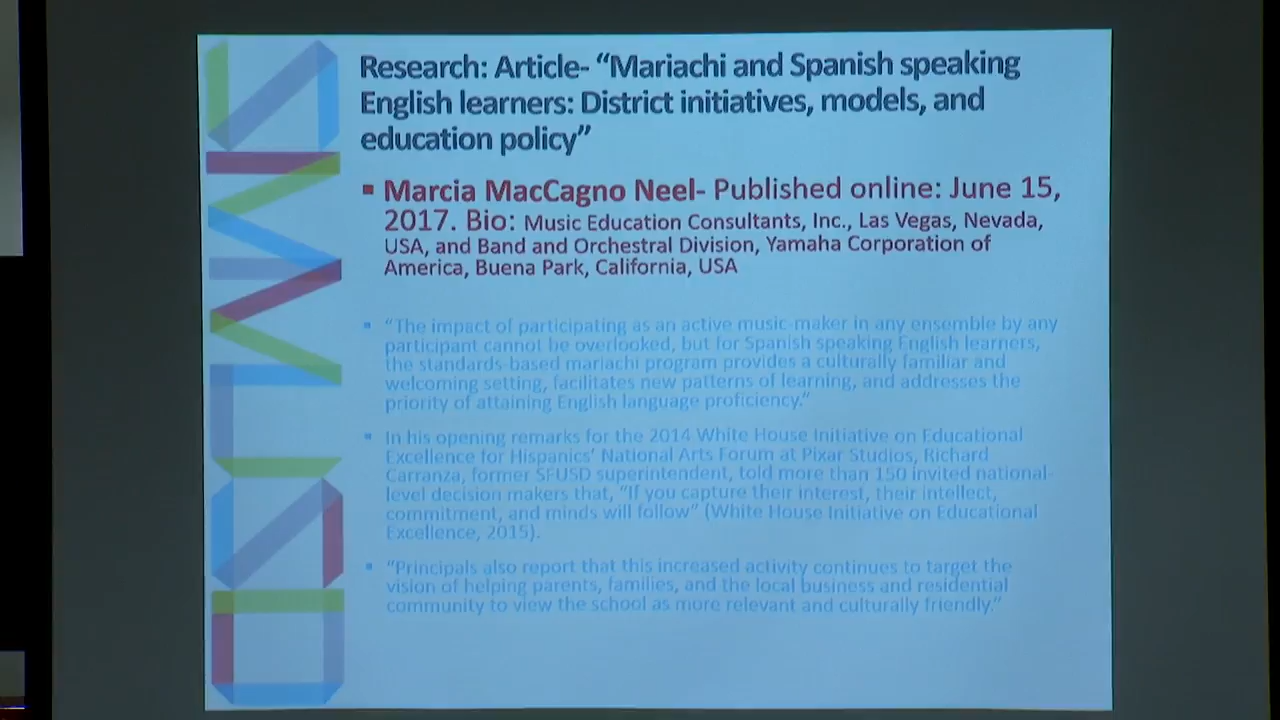 Research: Article- “Mariachi and Spanish speaking
English learners: District initiatives, models, and
education policy”
▪ Marcia MacCagno Neel- Published online: June 15,
2017. Bio: Music Education Consultants, Inc., Las Vegas, Nevada,
USA, and Band and Orchestral Division, Yamaha Corporation of
America, Buena Park, California, USA
▪ “The impact of participating as an active music-maker in any ensemble by any
participant cannot be overlooked, but for Spanish speaking English learners,
the standards-based mariachi program provides a culturally familiar and
welcoming setting, facilitates new patterns of learning, and addresses the
priority of attaining English language proficiency.”
▪ In his opening remarks for the 2014 White House Initiative on Educational
Excellence for Hispanics’ National Arts Forum at Pixar Studios, Richard
Carranza, former SFUSD superintendent, told more than 150 invited national-
level decision makers that, “If you capture their interest, their intellect,
commitment, and minds will follow” (White House Initiative on Educational
Excellence, 2015).
▪ “Principals also report that this increased activity continues to target the
vision of helping parents, families, and the local business and residential
community to view the school as more relevant and culturally friendly.”